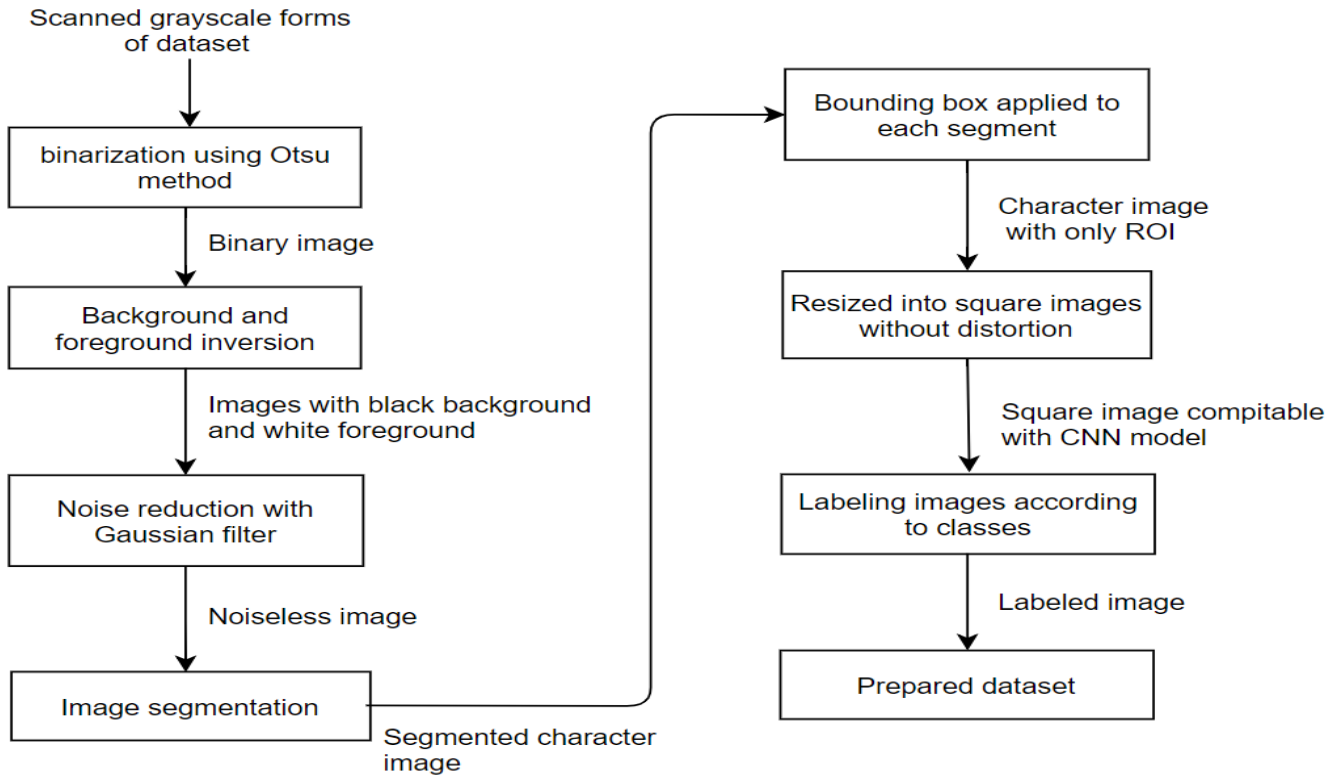 Scanned grayscale forms
of dataset
binarization using Otsu
method
Binary image
Background and
foreground inversion
Images with black background
and white foreground
Noise reduction with
Gaussian filter
Noiseless image
Image segmentation
Segmented character
image
Bounding box applied to
each segment
Character image
with only ROI
Resized into square images
without distortion
Square image compitable
with CNN model
Labeling images according
to classes
Labeled image
Prepared dataset